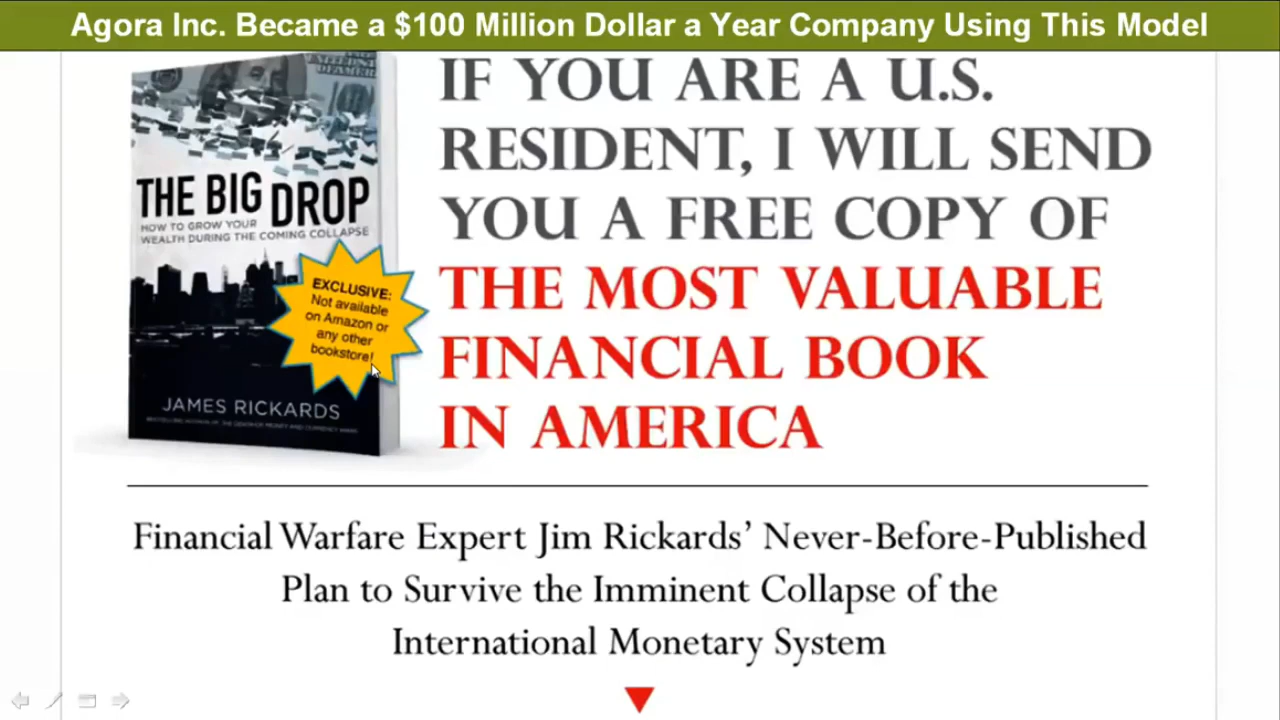 Agora Inc. Became a $100 Million Dollar a Year Company Using This Model
THE BIG DROP
HOW TO GROW YOUR
WEALTH DURING THE COMING COLLAPSE
EXCLUSIVE:
Not available
on Amazon or
any other
bookstore!
JAMES RICKARDS
IF YOU ARE A U.S.
RESIDENT, I WILL SEND
YOU A FREE COPY OF
THE MOST VALUABLE
FINANCIAL BOOK
IN AMERICA
Financial Warfare Expert Jim Rickards’ Never-Before-Published
Plan to Survive the Imminent Collapse of the
International Monetary System